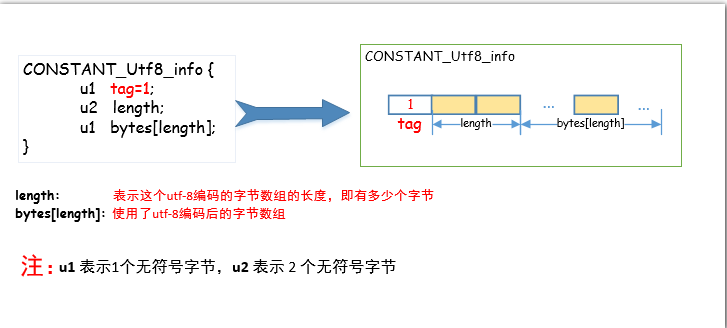 CONSTANT_Utf8_info {
u1 tag=1;
u2 length;
u1 bytes[length];
}
CONSTANT_Utf8_info
1
... ...
tag length bytes[length]
length: 表示这个utf-8编码的字节数组的长度，即有多少个字节
bytes[length]: 使用了utf-8编码后的字节数组
注：u1 表示1个无符号字节，u2 表示 2 个无符号字节